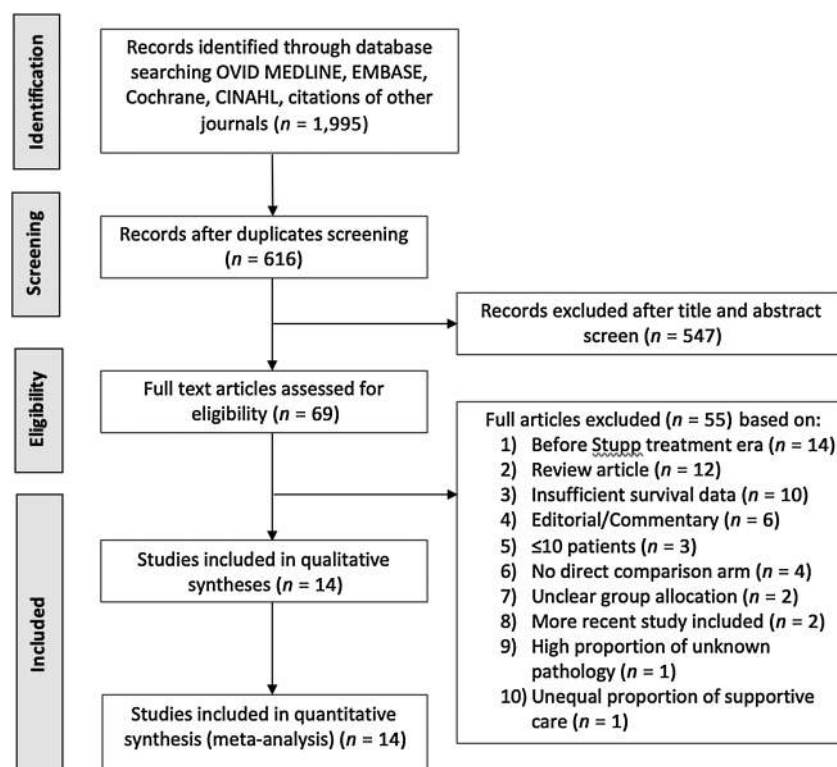 Identification
Records identified through database
searching OVID MEDLINE, EMBASE,
Cochrane, CINAHL, citations of other
journals (n = 1,995)
Screening
Records after duplicates screening
(n = 616)
Records excluded after title and abstract
screen (n = 547)
Eligibility
Full text articles assessed for
eligibility (n = 69)
Full articles excluded (n = 55) based on:
1) Before Stupp treatment era (n = 14)
2) Review article (n = 12)
3) Insufficient survival data (n = 10)
4) Editorial/Commentary (n = 6)
5) ≤10 patients (n = 3)
6) No direct comparison arm (n = 4)
7) Unclear group allocation (n = 2)
8) More recent study included (n = 2)
9) High proportion of unknown
pathology (n = 1)
10) Unequal proportion of supportive
care (n = 1)
Included
Studies included in qualitative
syntheses (n = 14)
Studies included in quantitative
synthesis (meta-analysis) (n = 14)